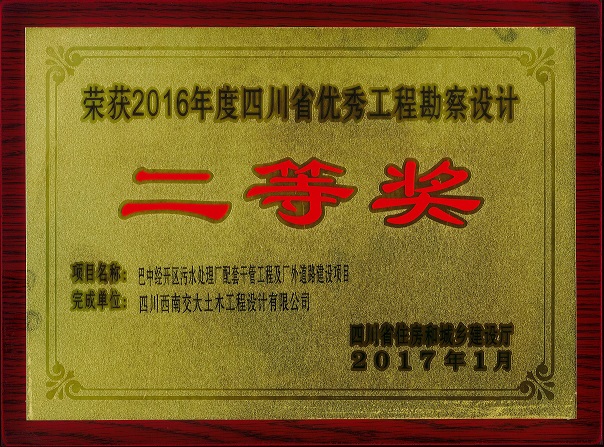 荣获2016年度四川省优秀工程勘察设计
二等奖
项目名称：巴中经开区污水处理厂配套干管工程及厂外道路建设项目
完成单位：四川西南交大土木工程设计有限公司
四川省住房和城乡建设厅
2017年1月